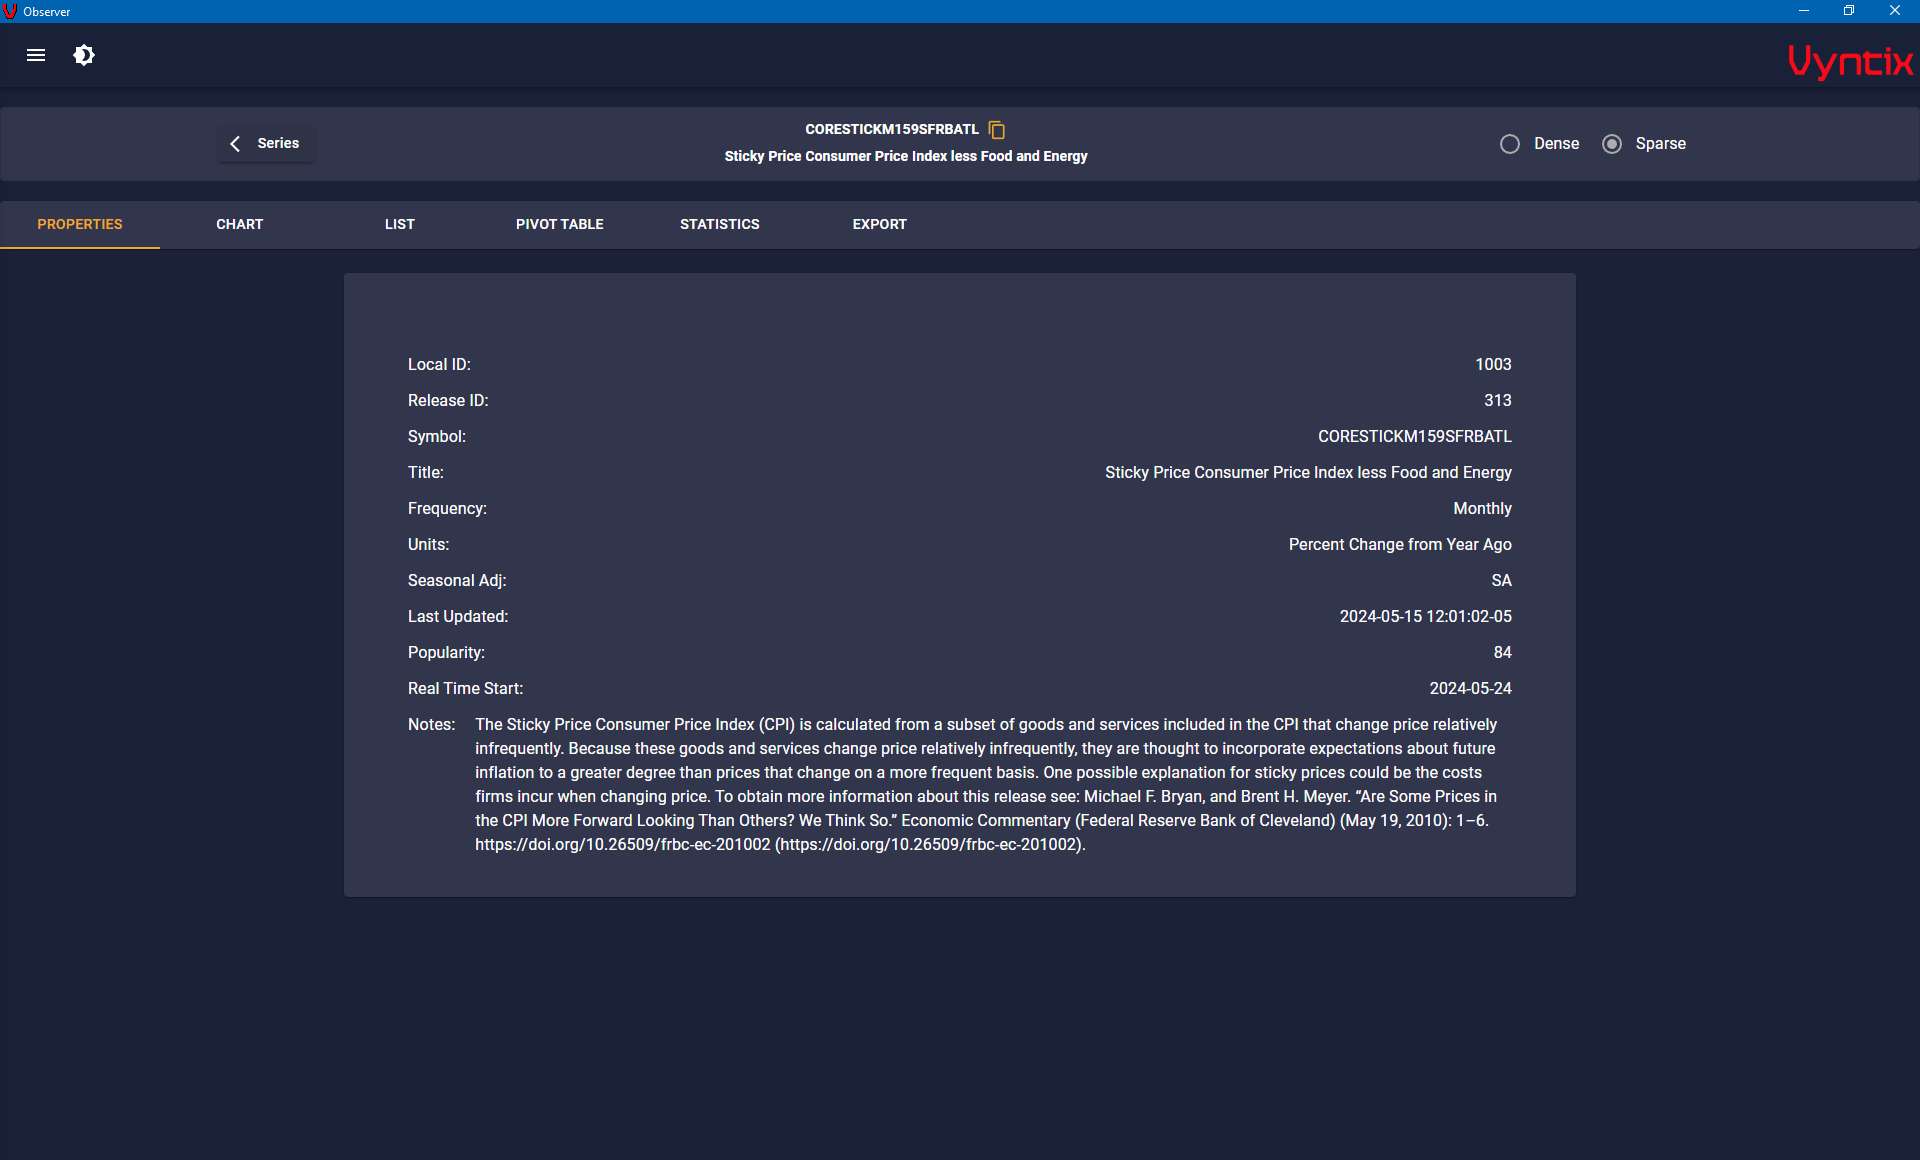 Observer
Vyntix
Series
CORESTICKM159SFRBATL
Sticky Price Consumer Price Index less Food and Energy
Dense
Sparse
PROPERTIES
CHART
LIST
PIVOT TABLE
STATISTICS
EXPORT
Local ID: 1003
Release ID: 313
Symbol: CORESTICKM159SFRBATL
Title: Sticky Price Consumer Price Index less Food and Energy
Frequency: Monthly
Units: Percent Change from Year Ago
Seasonal Adj: SA
Last Updated: 2024-05-15 12:01:02-05
Popularity: 84
Real Time Start: 2024-05-24
Notes: The Sticky Price Consumer Price Index (CPI) is calculated from a subset of goods and services included in the CPI that change price relatively
infrequently. Because these goods and services change price relatively infrequently, they are thought to incorporate expectations about future
inflation to a greater degree than prices that change on a more frequent basis. One possible explanation for sticky prices could be the costs
firms incur when changing price. To obtain more information about this release see: Michael F. Bryan, and Brent H. Meyer. “Are Some Prices in
the CPI More Forward Looking Than Others? We Think So.” Economic Commentary (Federal Reserve Bank of Cleveland) (May 19, 2010): 1–6.
https://doi.org/10.26509/frbc-ec-201002 (https://doi.org/10.26509/frbc-ec-201002).